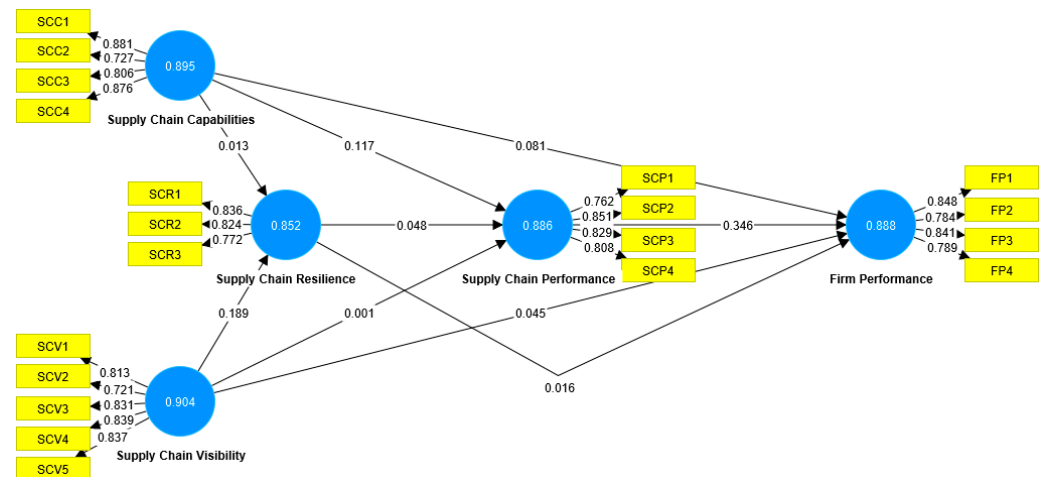 SCC1
SCC2
SCC3
SCC4
0.881
0.727
0.806
0.876
0.895
Supply Chain Capabilities
0.013
0.117
0.081
SCR1
SCR2
SCR3
0.836
0.824
0.772
0.852
Supply Chain Resilience
0.048
0.886
Supply Chain Performance
0.762
0.851
0.829
0.808
SCP1
SCP2
SCP3
SCP4
0.346
0.888
Firm Performance
0.848
0.784
0.841
0.789
FP1
FP2
FP3
FP4
0.189
0.001
0.045
0.016
SCV1
SCV2
SCV3
SCV4
SCV5
0.813
0.721
0.831
0.839
0.837
0.904
Supply Chain Visibility